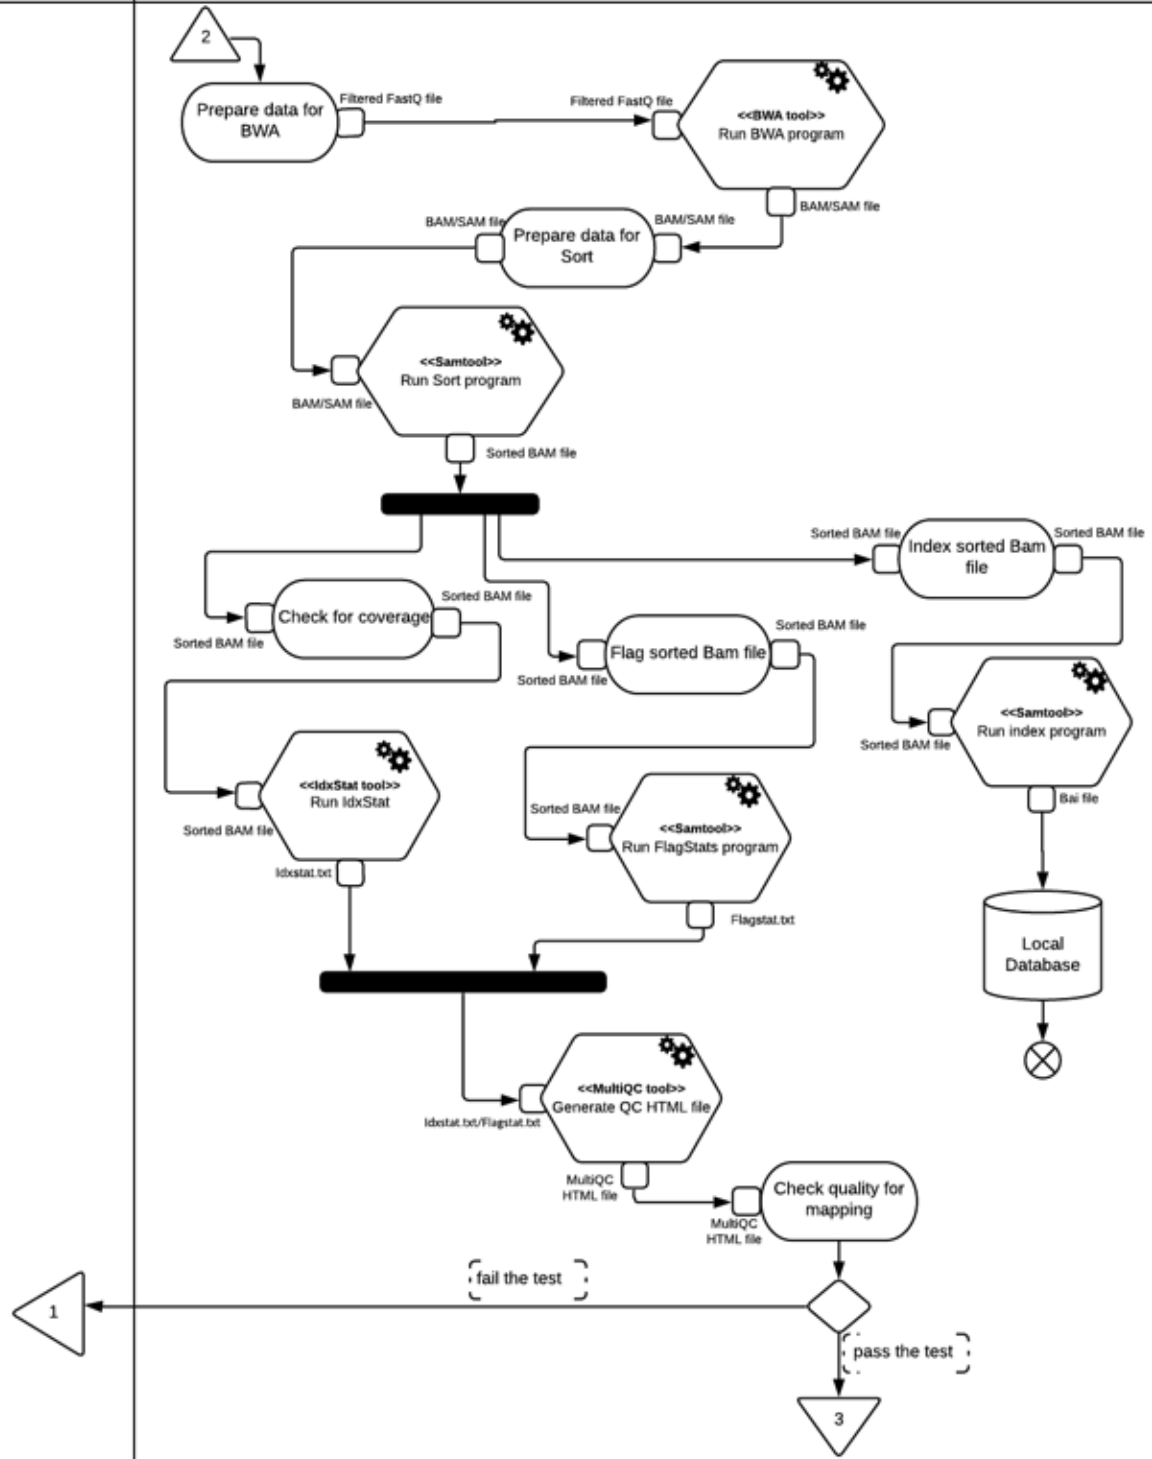 2
Prepare data for
BWA
Filtered FastQ file
Filtered FastQ file
<<BWA tool>>
Run BWA program
BAM/SAM file
BAM/SAM file
Prepare data for
Sort
BAM/SAM file
<<Samtool>>
Run Sort program
BAM/SAM file
Sorted BAM file
Sorted BAM file
Index sorted Bam
file
Sorted BAM file
Sorted BAM file
Check for coverage
Sorted BAM file
Sorted BAM file
Flag sorted Bam file
Sorted BAM file
<<Samtool>>
Run index program
Sorted BAM file
Bai file
<<IdxStat tool>>
Run IdxStat
Sorted BAM file
Idxstat.txt
Sorted BAM file
<<Samtool>>
Run FlagStats program
Flagstat.txt
Local
Database
<<MultiQC tool>>
Generate QC HTML file
Idxstat.txt/Flagstat.txt
MultiQC
HTML file
Check quality for
mapping
MultiQC
HTML file
fail the test
1
pass the test
3